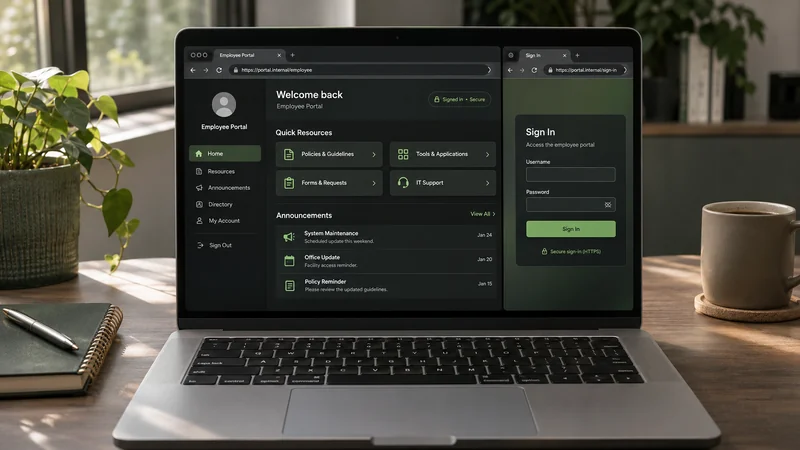 Employee Portal
https://portal.internal/employee
Employee Portal
Home
Resources
Announcements
Directory
My Account
Sign Out
Welcome back
Employee Portal
Signed in • Secure
Quick Resources
Policies & Guidelines
Tools & Applications
Forms & Requests
IT Support
Announcements
View All
System Maintenance
Scheduled update this weekend.
Jan 24
Office Update
Facility access reminder.
Jan 20
Policy Reminder
Please review the updated guidelines.
Jan 15
Sign In
https://portal.internal/sign-in
Sign In
Access the employee portal
Username
Password
Sign In
Secure sign-in (HTTPS)